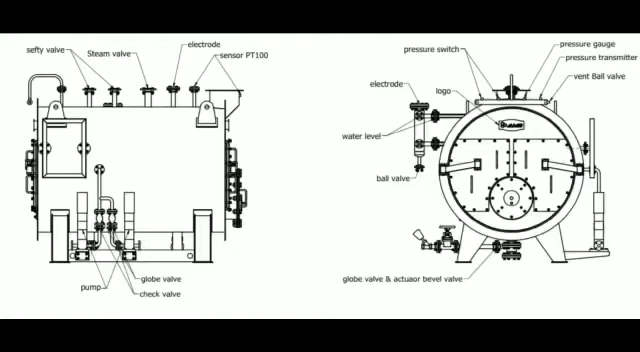 sefty valve
Steam valve
electrode
sensor PT100
globe valve
pump
check valve
pressure switch
pressure gauge
pressure transmitter
vent Ball valve
electrode
logo
water level
ball valve
globe valve & actuaor bevel valve